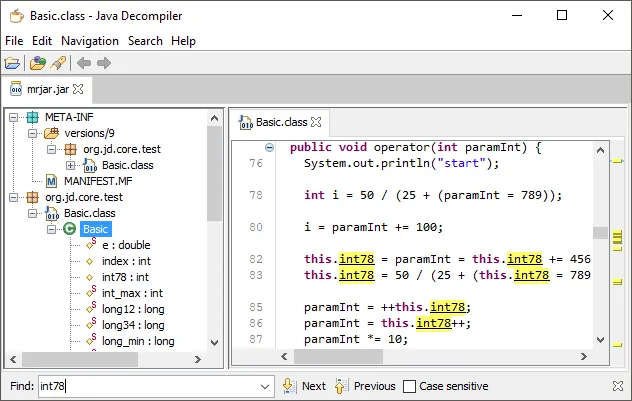 Basic.class - Java Decompiler
File Edit Navigation Search Help
mrjar.jar
META-INF
versions/9
org.jd.core.test
Basic.class
MANIFEST.MF
org.jd.core.test
Basic.class
C Basic
S e : double
index : int
int78 : int
S int_max : int
S long12 : long
S long34 : long
S long_min : long
Basic.class
public void operator(int paramInt) {
76 System.out.println("start");
78 int i = 50 / (25 + (paramInt = 789));
80 i = paramInt += 100;
82 this.int78 = paramInt = this.int78 += 456
83 this.int78 = 50 / (25 + (this.int78 = 789
85 paramInt = ++this.int78;
86 paramInt = this.int78++;
87 paramInt *= 10;
Find: int78 Next Previous Case sensitive